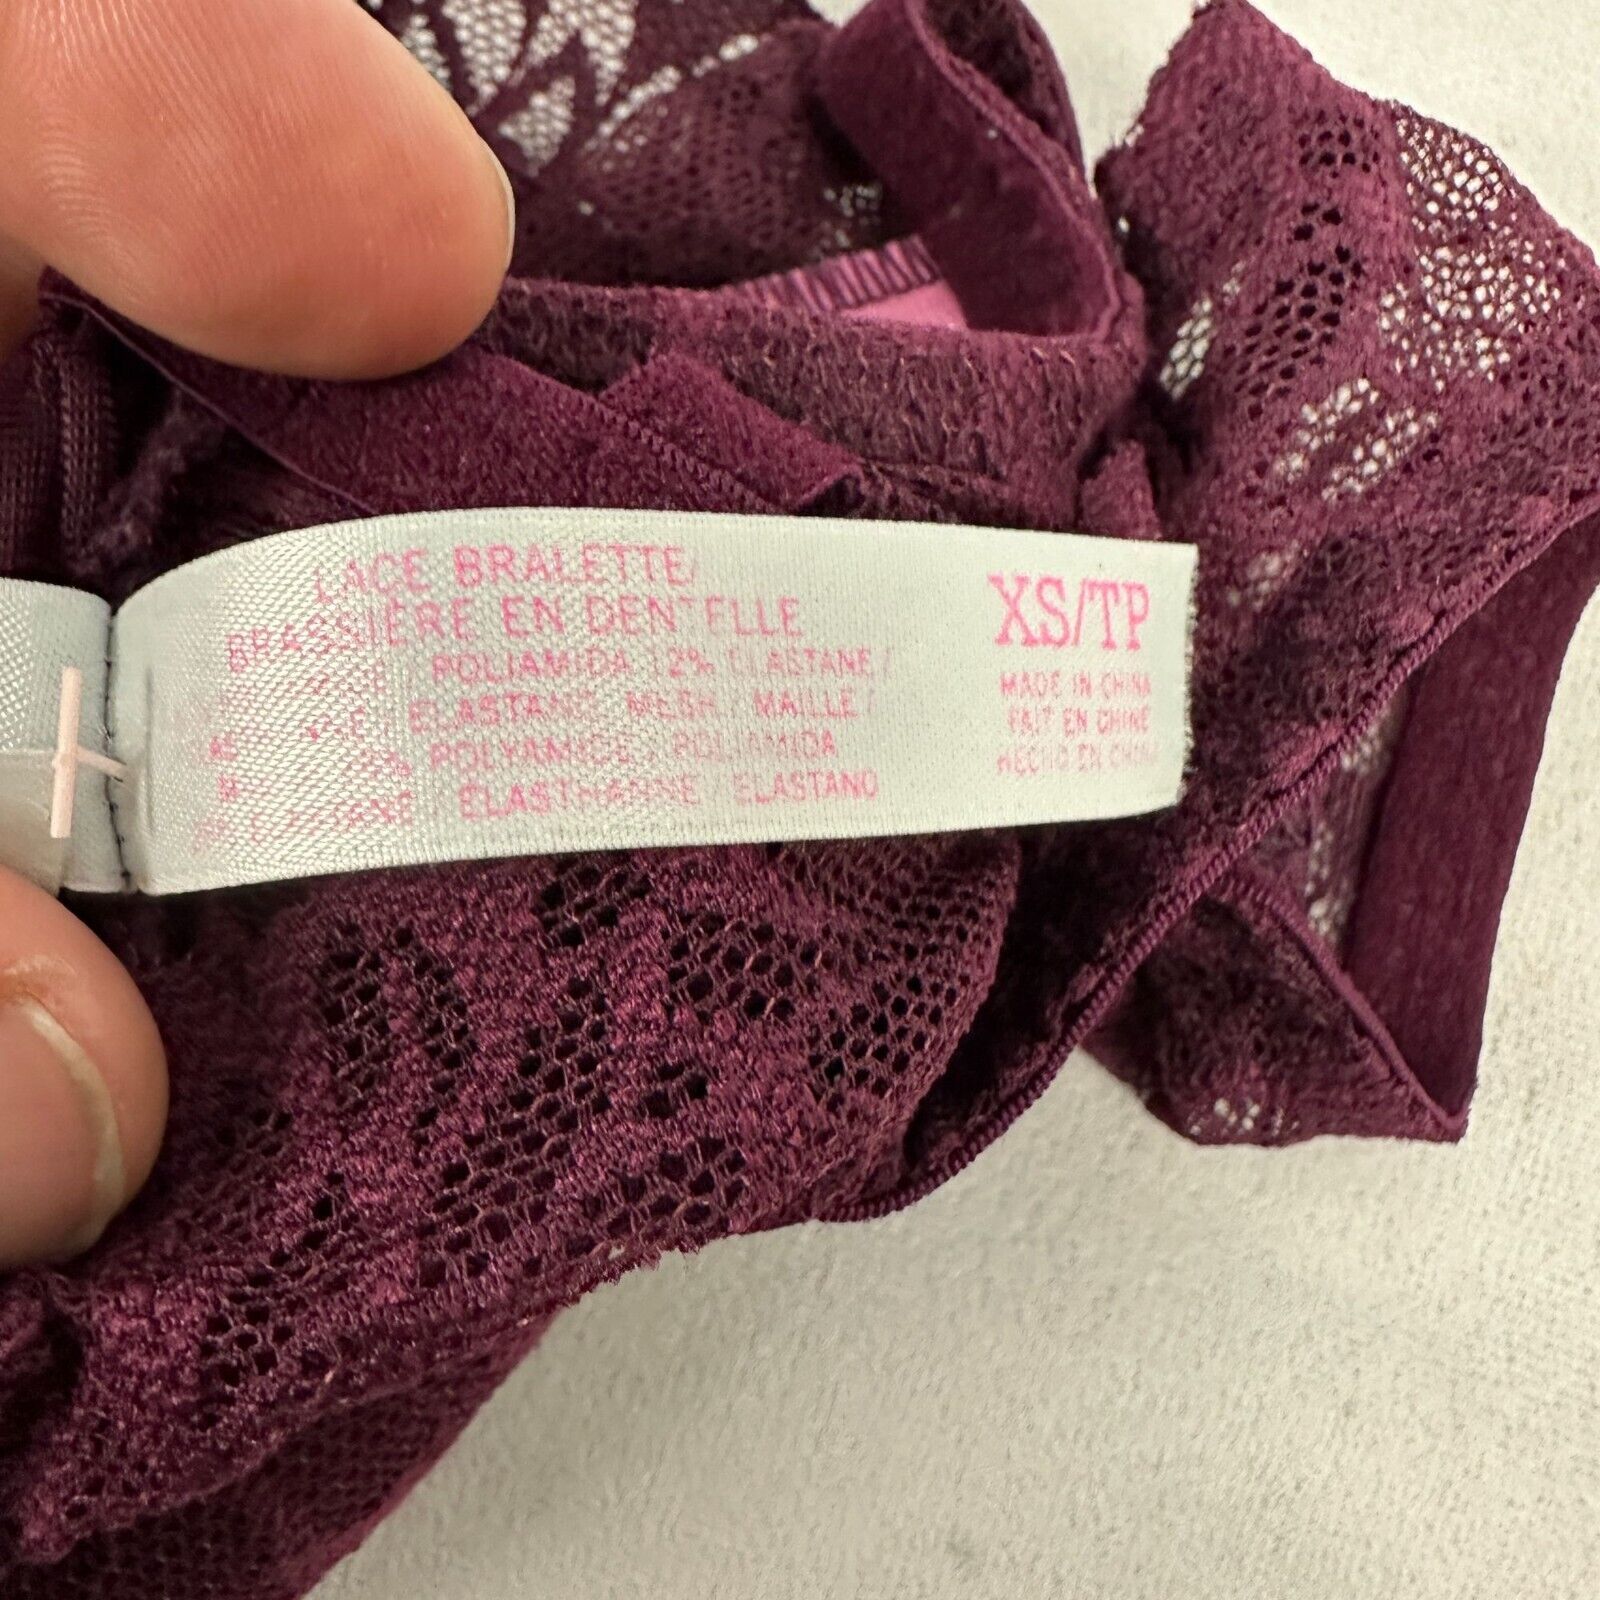 LACE BRALETTE/
BRASSIÈRE EN DENTELLE
POLIAMIDA 12% ELASTANE/
ELASTANO MESH / MAILLE /
POLYAMIDE / POLIAMIDA
ELASTHANNE / ELASTANO
XS/TP
MADE IN CHINA
FAIT EN CHINE
HECHO EN CHINA